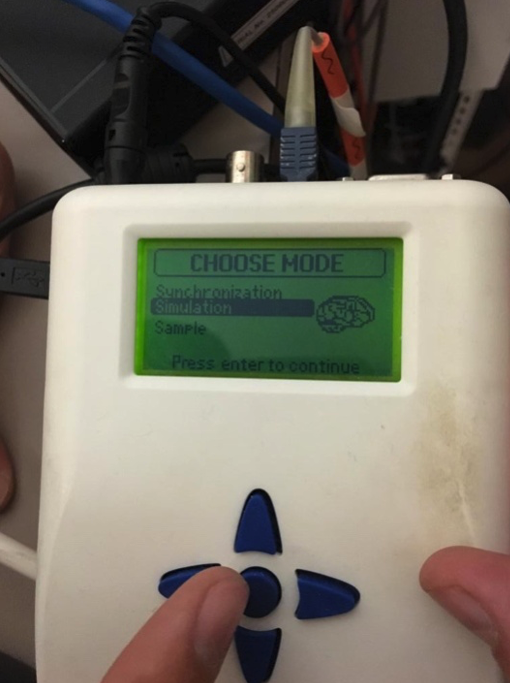 CHOOSE MODE
Synchronization
Simulation
Sample
Press enter to continue